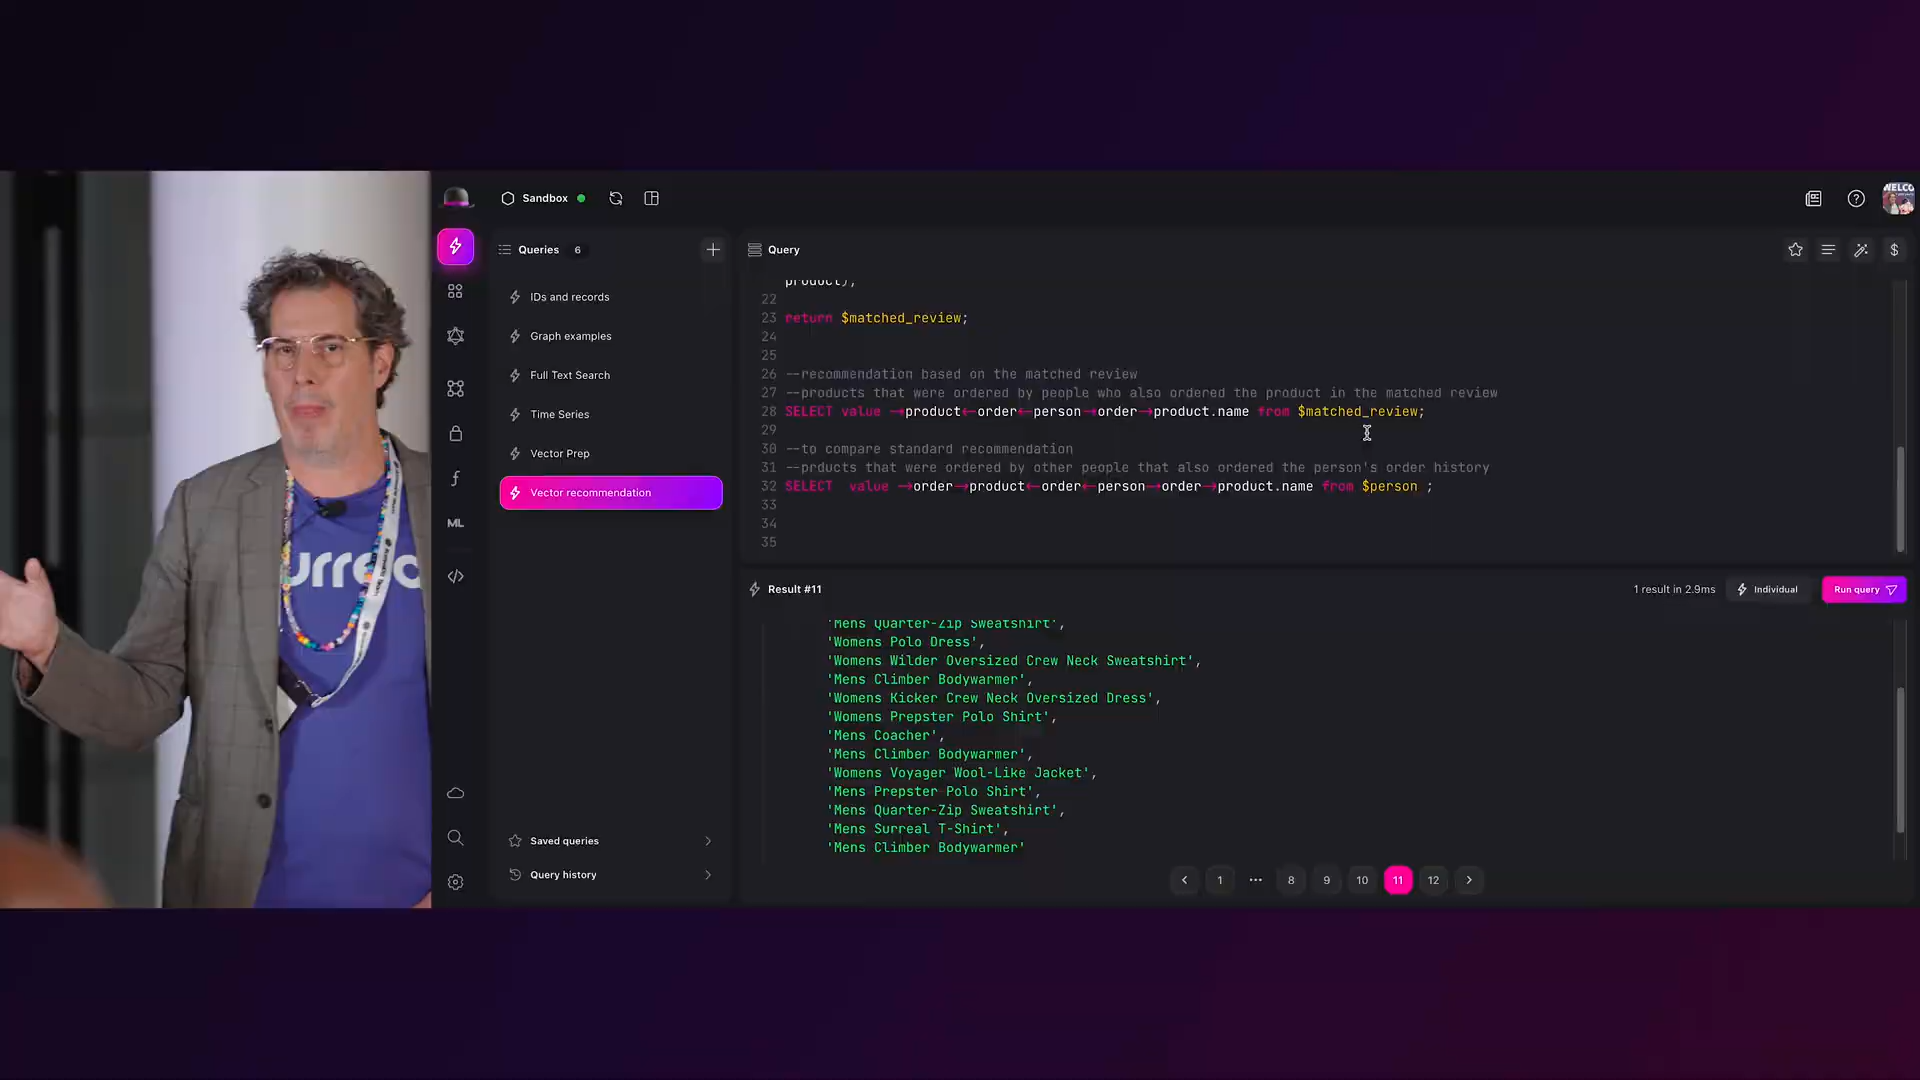 Sandbox
WELCO
Queries 6
Query
IDs and records
Graph examples
Full Text Search
Time Series
Vector Prep
Vector recommendation
ML
Saved queries
Query history
urrea
product),
22
23 return $matched_review;
24
25
26 --recommendation based on the matched review
27 --products that were ordered by people who also ordered the product in the matched review
28 SELECT value ->product<-order<-person->order->product.name from $matched_review;
29
30 --to compare standard recommendation
31 --prducts that were ordered by other people that also ordered the person's order history
32 SELECT  value ->order->product<-order<-person->order->product.name from $person ;
33
34
35
Result #11
1 result in 2.9ms
Individual
Run query
'Mens Quarter-Zip Sweatshirt',
'Womens Polo Dress',
'Womens Wilder Oversized Crew Neck Sweatshirt',
'Mens Climber Bodywarmer',
'Womens Kicker Crew Neck Oversized Dress',
'Womens Prepster Polo Shirt',
'Mens Coacher',
'Mens Climber Bodywarmer',
'Womens Voyager Wool-Like Jacket',
'Mens Prepster Polo Shirt',
'Mens Quarter-Zip Sweatshirt',
'Mens Surreal T-Shirt',
'Mens Climber Bodywarmer'
1 ••• 8 9 10 11 12